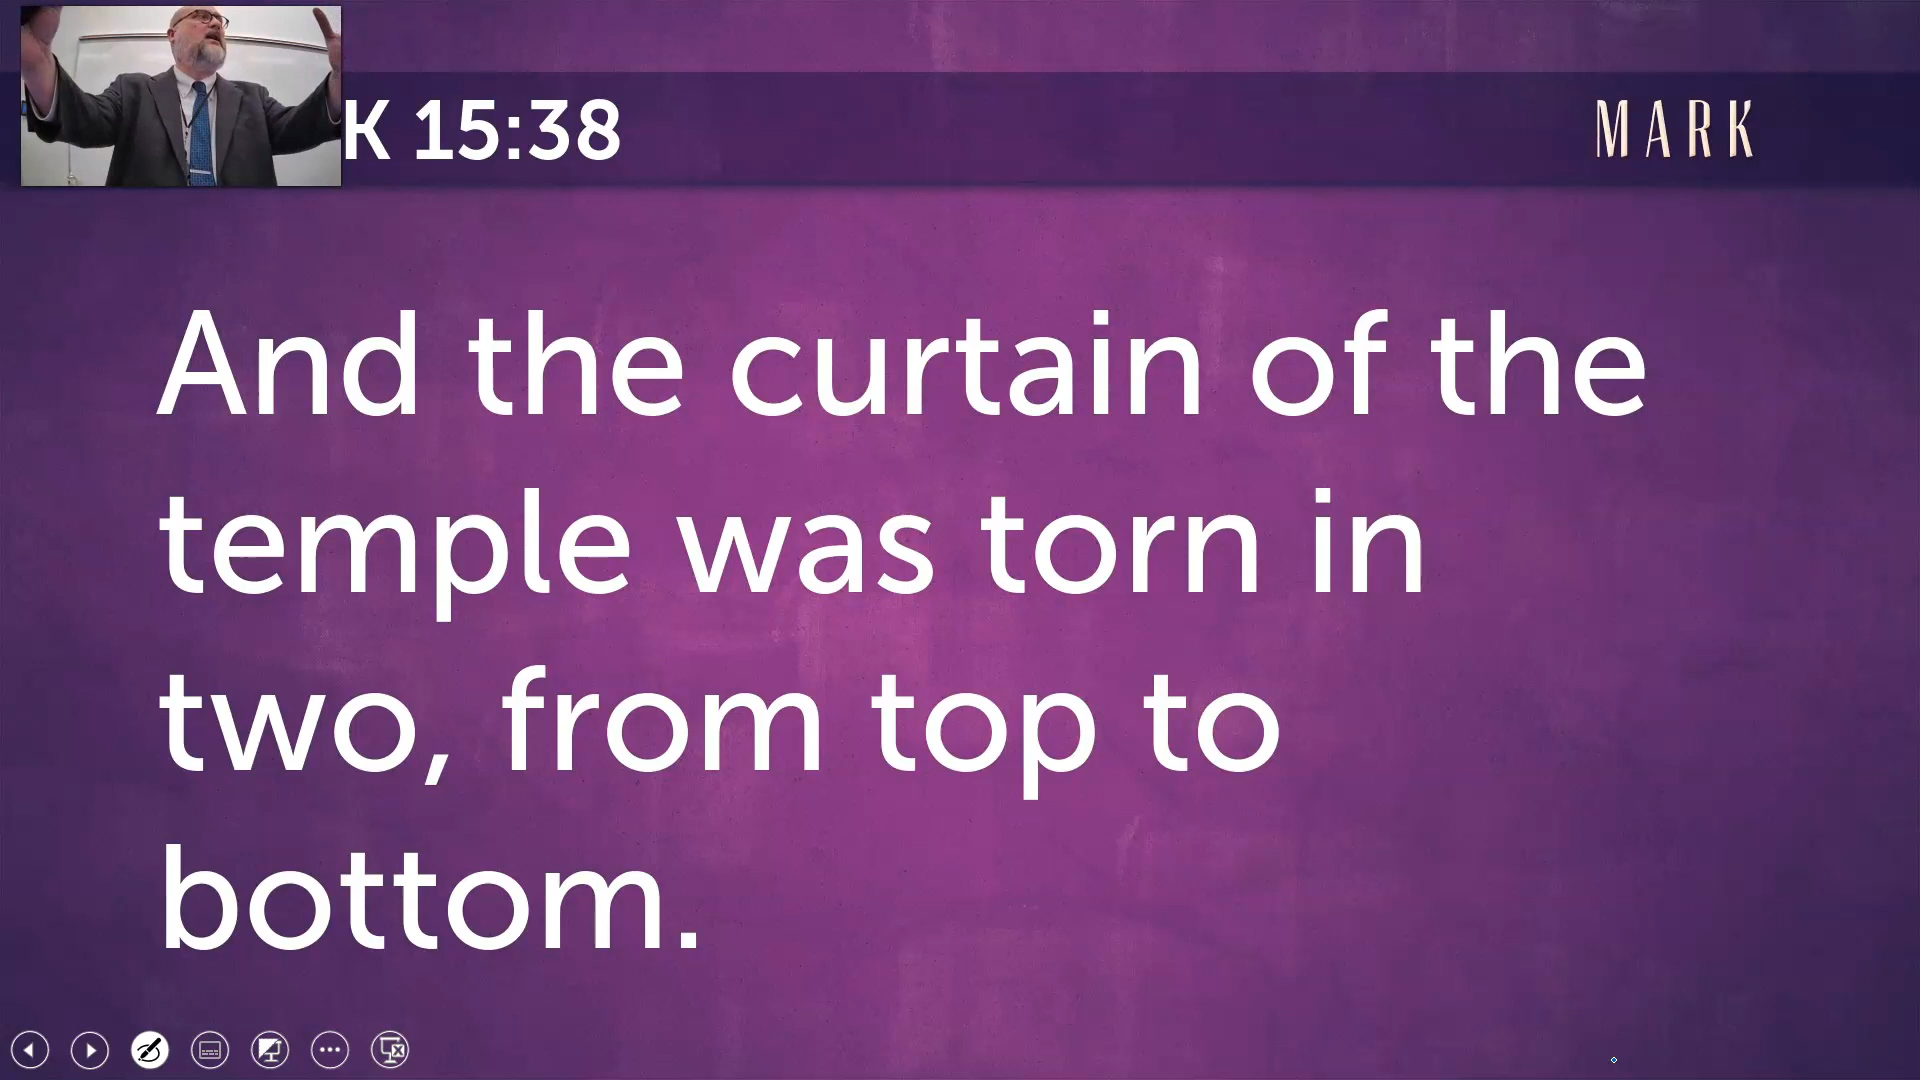 K 15:38
MARK
And the curtain of the
temple was torn in
two, from top to
bottom.